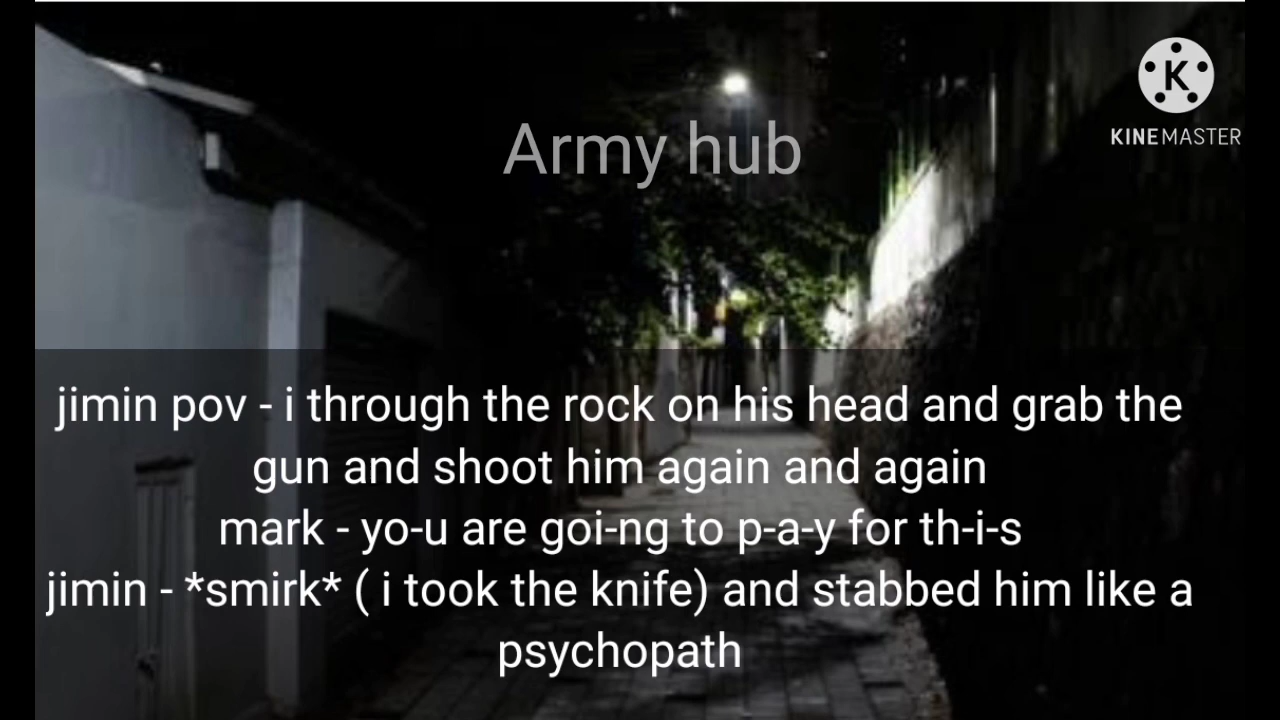 Army hub
K
KINEMASTER
jimin pov - i through the rock on his head and grab the
gun and shoot him again and again
mark - yo-u are goi-ng to p-a-y for th-i-s
jimin - *smirk* ( i took the knife) and stabbed him like a
psychopath